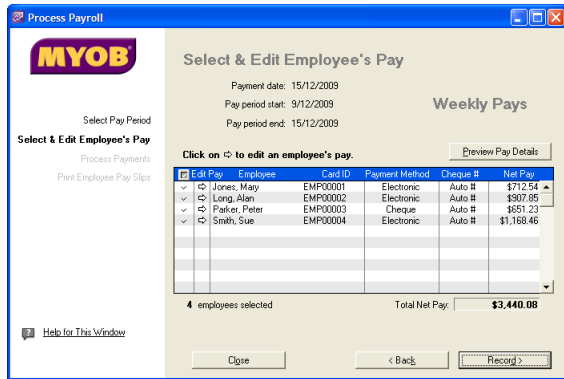 Process Payroll
MYOB
Select Pay Period
Select & Edit Employee's Pay
Process Payments
Print Employee Pay Slips
Help for This Window
Select & Edit Employee's Pay
Payment date: 15/12/2009
Pay period start: 9/12/2009
Pay period end: 15/12/2009
Weekly Pays
Click on ⇨ to edit an employee's pay.
Preview Pay Details
Edit Pay Employee Card ID Payment Method Cheque # Net Pay
Jones, Mary EMP00001 Electronic Auto # $712.54
Long, Alan EMP00002 Electronic Auto # $907.85
Parker, Peter EMP00003 Cheque Auto # $651.23
Smith, Sue EMP00004 Electronic Auto # $1,168.46
4 employees selected Total Net Pay: $3,440.08
Close < Back Record >